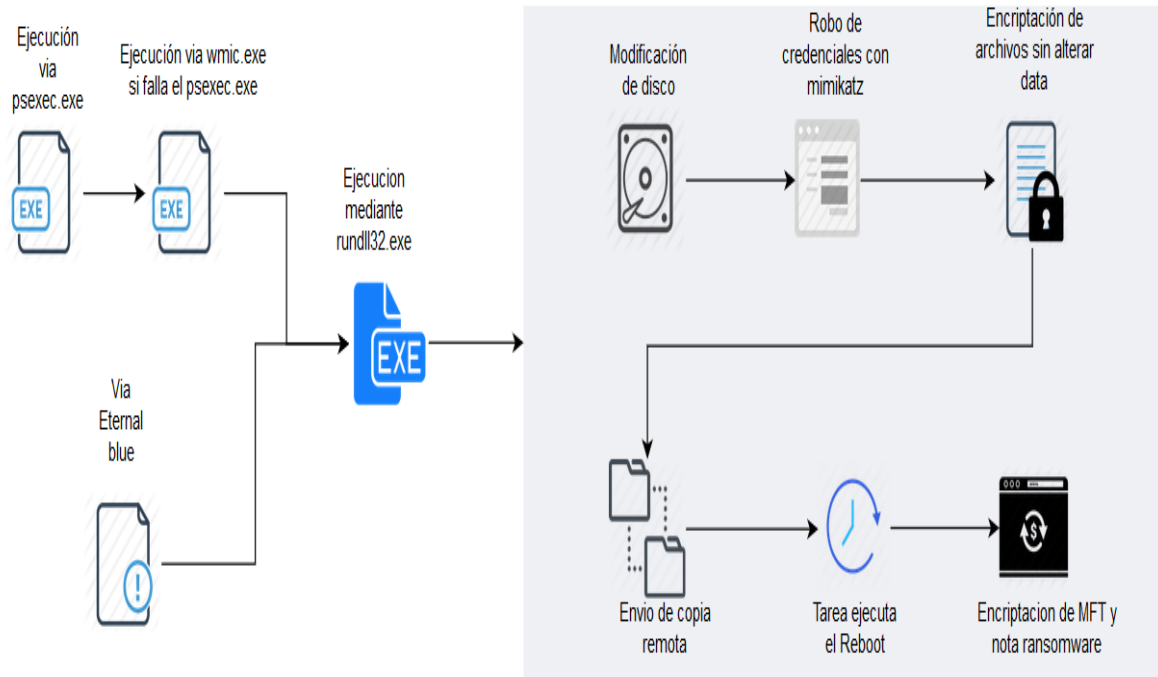 Ejecución
via
psexec.exe
Ejecución via wmic.exe
si falla el psexec.exe
EXE
EXE
Ejecucion
mediante
rundll32.exe
EXE
Via
Eternal
blue
!
Modificación
de disco
Robo de
credenciales con
mimikatz
Encriptación de
archivos sin alterar
data
Envio de copia
remota
Tarea ejecuta
el Reboot
$
Encriptacion de MFT y
nota ransomware